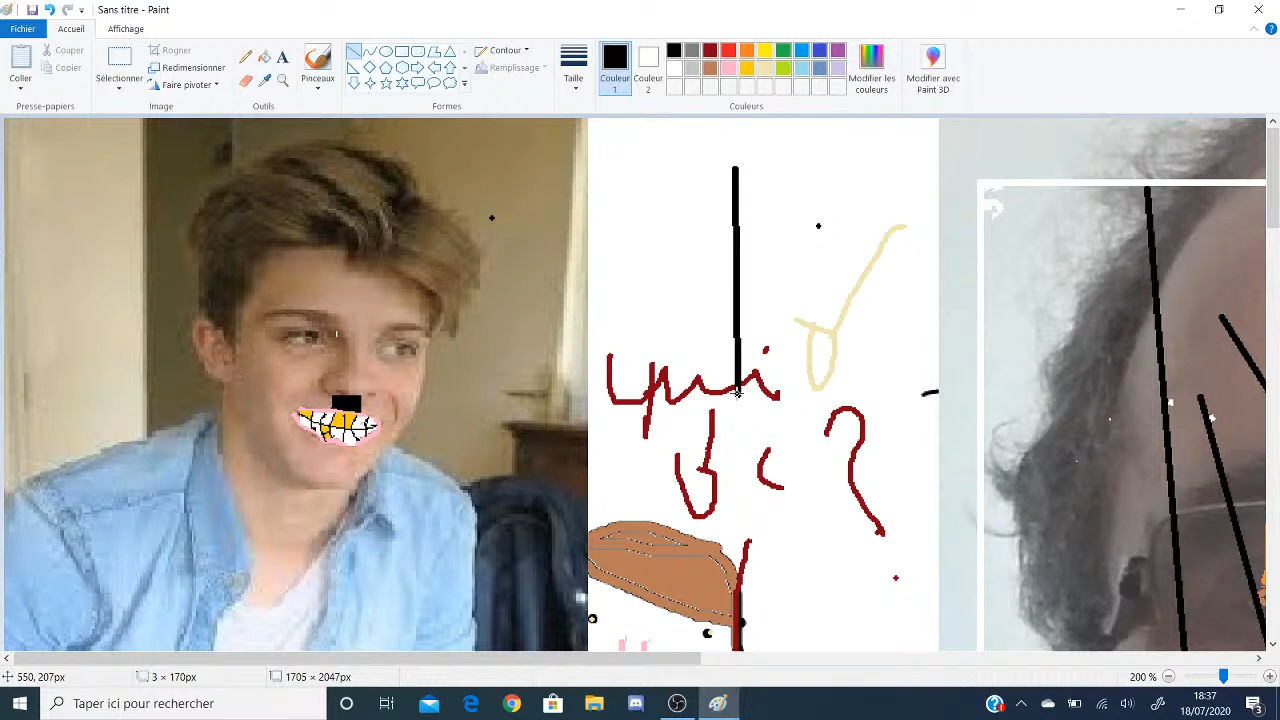 Sans titre - Paint
Fichier Accueil Affichage
Coller
Couper
Copier
Presse-papiers
Sélectionner
Rogner
Redimensionner
Faire pivoter
Image
Outils
Pinceaux
Formes
Contour
Remplissage
Taille
Couleur 1
Couleur 2
Couleurs
Modifier les couleurs
Modifier avec Paint 3D
?
550, 207px 3 × 170px 1705 × 2047px 200 %
Taper ici pour rechercher
18:37
18/07/2020
3